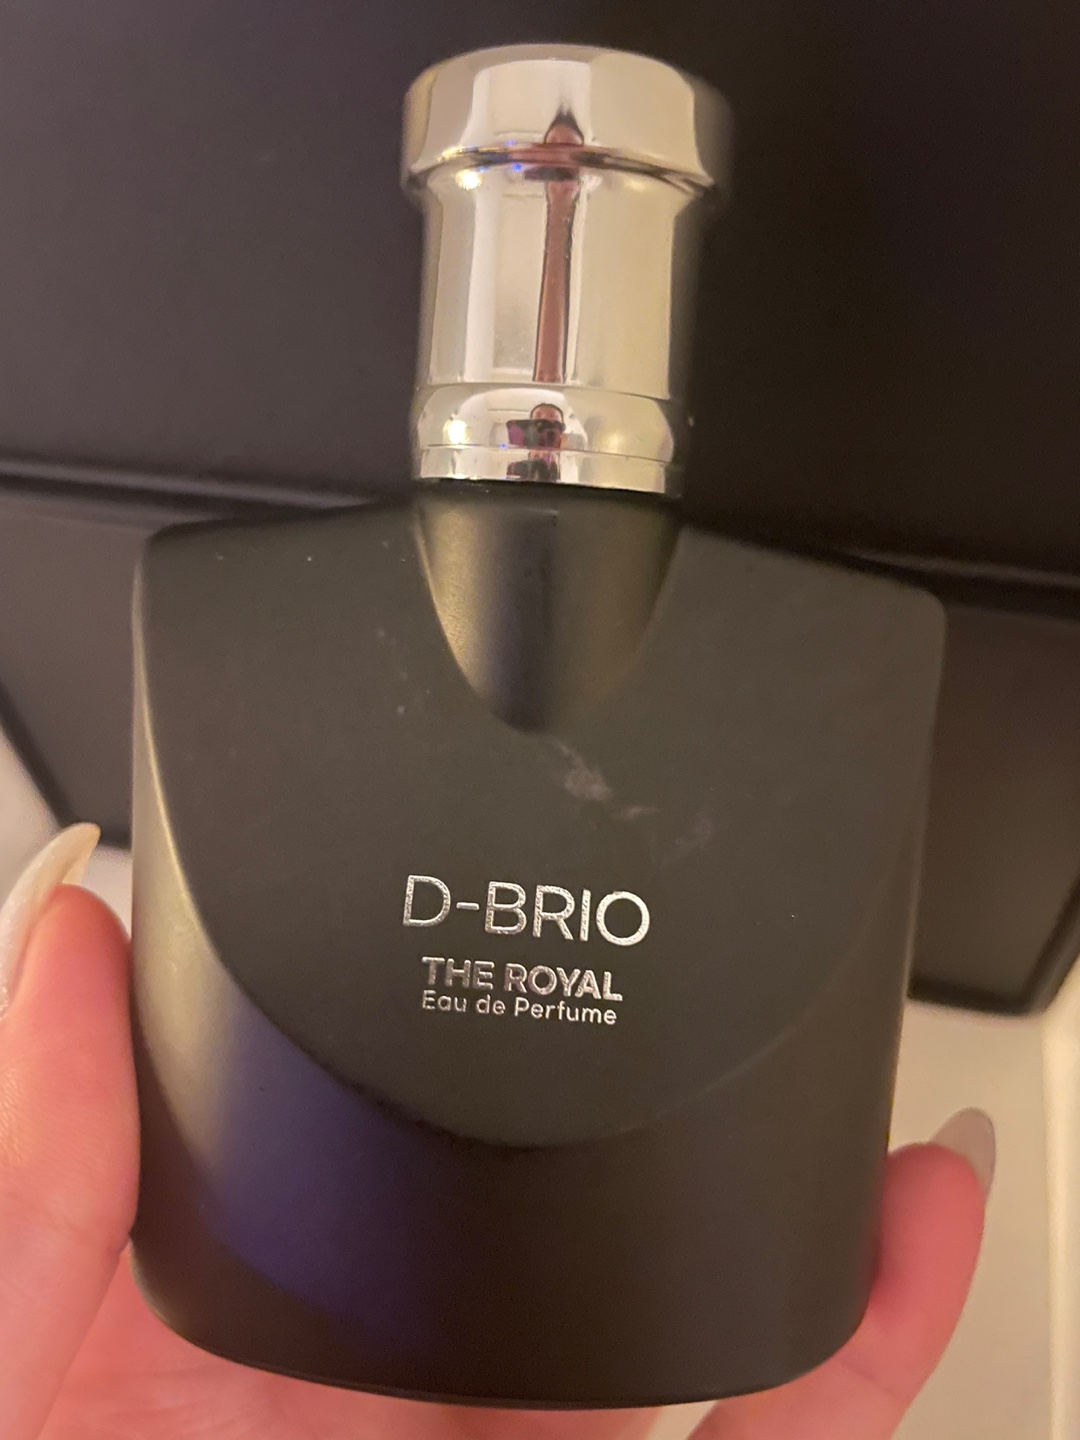 D-BRIO
THE ROYAL
Eau de Perfume